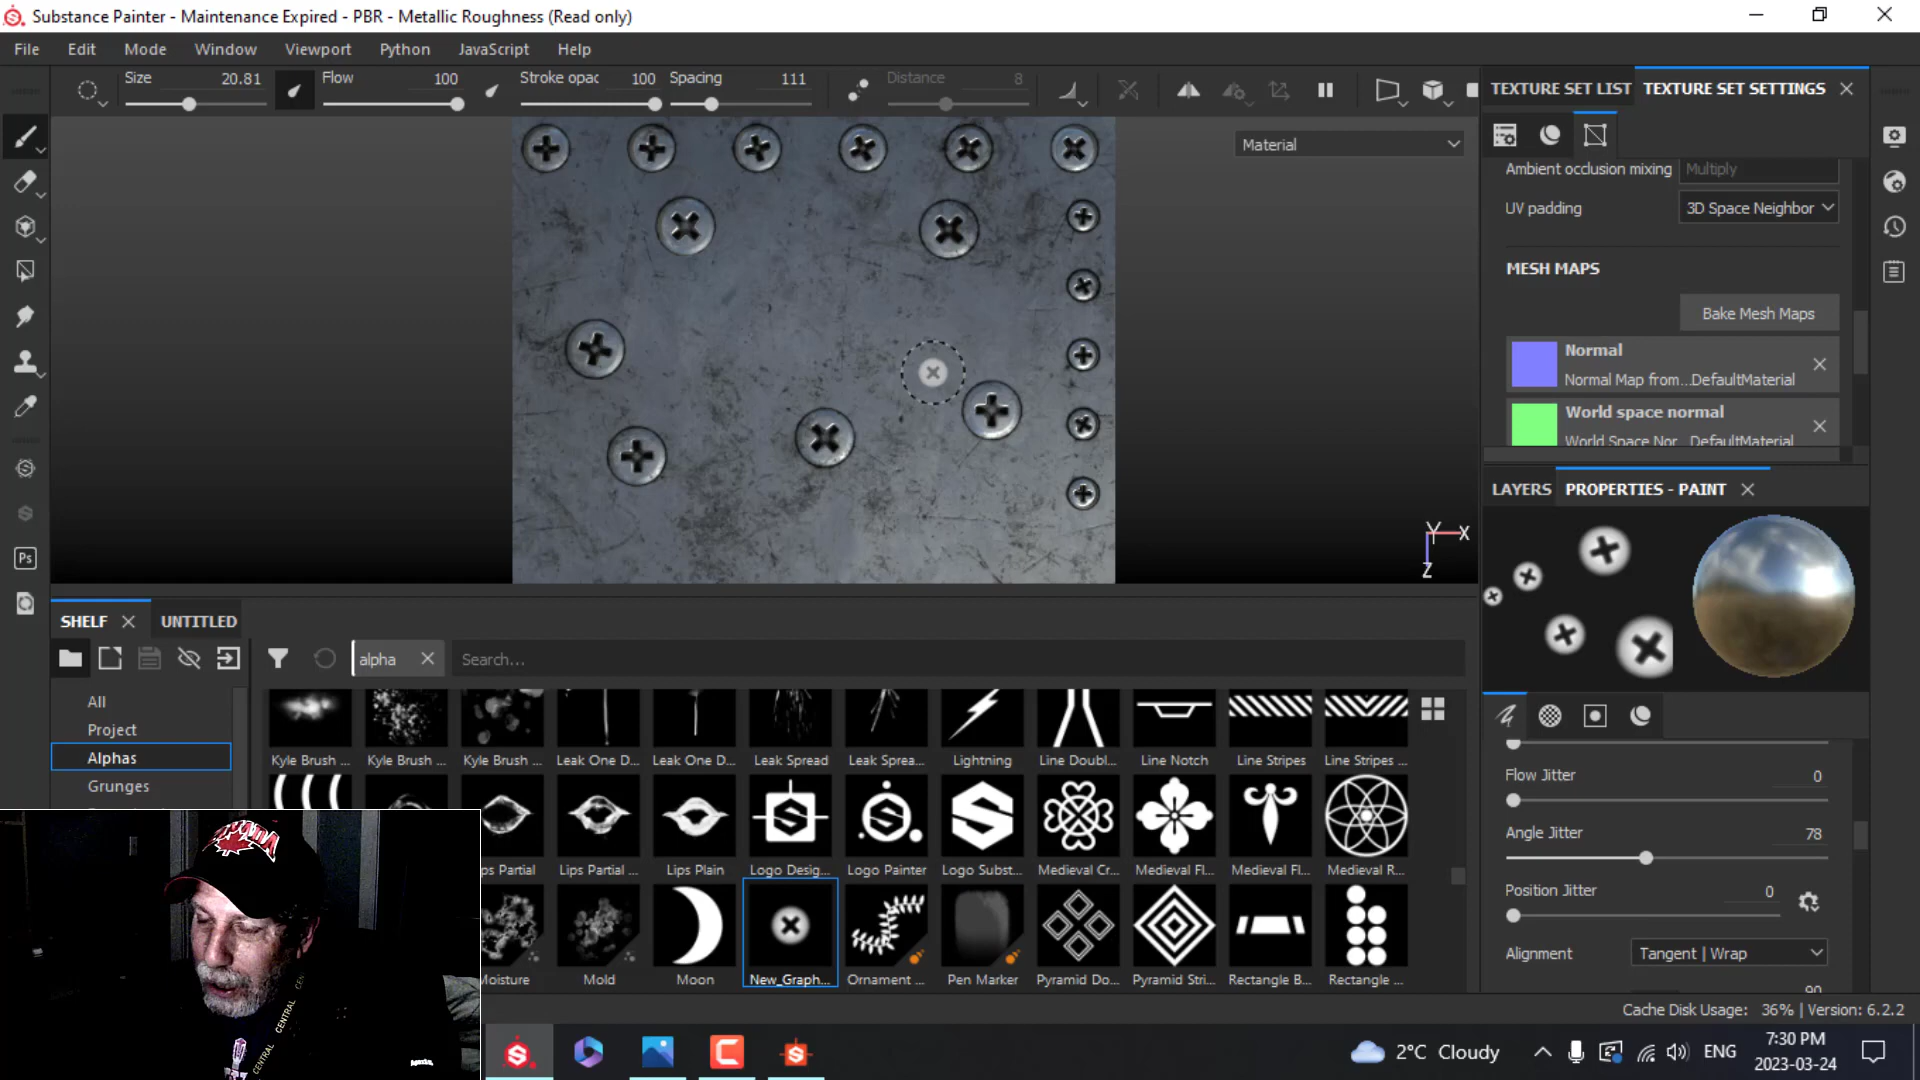 Substance Painter - Maintenance Expired - PBR - Metallic Roughness (Read only)
File Edit Mode Window Viewport Python JavaScript Help
Size 20.81 Flow 100 Stroke opac 100 Spacing 111 Distance 8
TEXTURE SET LIST TEXTURE SET SETTINGS
Material
Ambient occlusion mixing Multiply
UV padding 3D Space Neighbor
MESH MAPS
Bake Mesh Maps
Normal
Normal Map from...DefaultMaterial
World space normal
World Space Nor...DefaultMaterial
LAYERS PROPERTIES - PAINT
Y X
Z
Ps
SHELF UNTITLED
alpha Search...
All
Project
Alphas
Grunges
Kyle Brush ... Kyle Brush ... Kyle Brush ... Leak One D... Leak One D... Leak Spread Leak Sprea... Lightning Line Doubl... Line Notch Line Stripes Line Stripes ...
ps Partial Lips Partial ... Lips Plain Logo Desig... Logo Painter Logo Subst... Medieval Cr... Medieval Fl... Medieval Fl... Medieval R...
Moisture Mold Moon New_Graph... Ornament ... Pen Marker Pyramid Do... Pyramid Stri... Rectangle B... Rectangle ...
Flow Jitter 0
Angle Jitter 78
Position Jitter 0
Alignment Tangent | Wrap
90
Cache Disk Usage: 36% | Version: 6.2.2
CENTRAL
CENTRAL
2°C Cloudy ENG 7:30 PM
2023-03-24